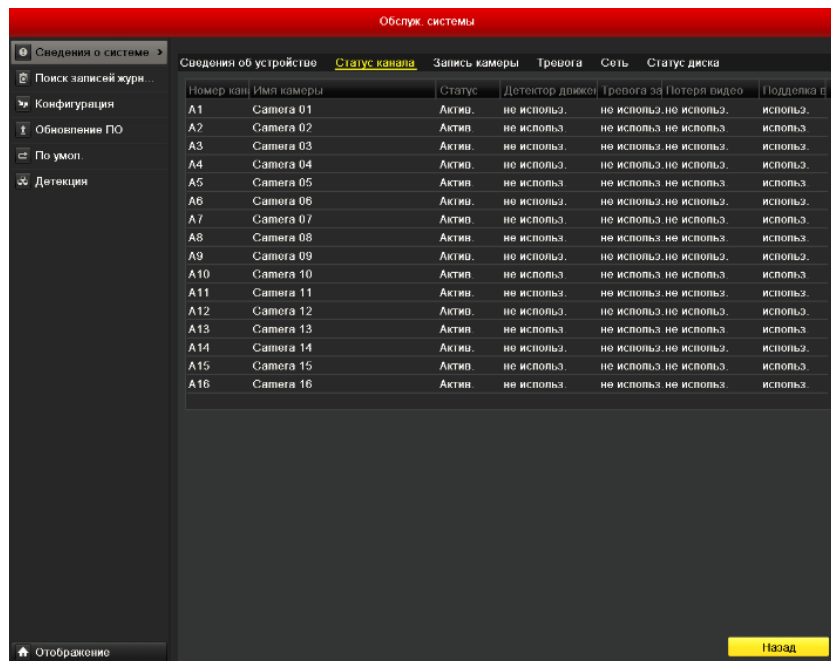 Обслуж. системы
Сведения о системе
Поиск записей журн...
Конфигурация
Обновление ПО
По умол.
Детекция
Отображение
Сведения об устройстве Статус канала Запись камеры Тревога Сеть Статус диска
Номер кан Имя камеры Статус Детектор движен Тревога за Потеря видео Подделка
A1 Camera 01 Актив. не использ. не использ. не использ. использ.
A2 Camera 02 Актив. не использ. не использ. не использ. использ.
A3 Camera 03 Актив. не использ. не использ. не использ. использ.
A4 Camera 04 Актив. не использ. не использ. не использ. использ.
A5 Camera 05 Актив. не использ. не использ. не использ. использ.
A6 Camera 06 Актив. не использ. не использ. не использ. использ.
A7 Camera 07 Актив. не использ. не использ. не использ. использ.
A8 Camera 08 Актив. не использ. не использ. не использ. использ.
A9 Camera 09 Актив. не использ. не использ. не использ. использ.
A10 Camera 10 Актив. не использ. не использ. не использ. использ.
A11 Camera 11 Актив. не использ. не использ. не использ. использ.
A12 Camera 12 Актив. не использ. не использ. не использ. использ.
A13 Camera 13 Актив. не использ. не использ. не использ. использ.
A14 Camera 14 Актив. не использ. не использ. не использ. использ.
A15 Camera 15 Актив. не использ. не использ. не использ. использ.
A16 Camera 16 Актив. не использ. не использ. не использ. использ.
Назад